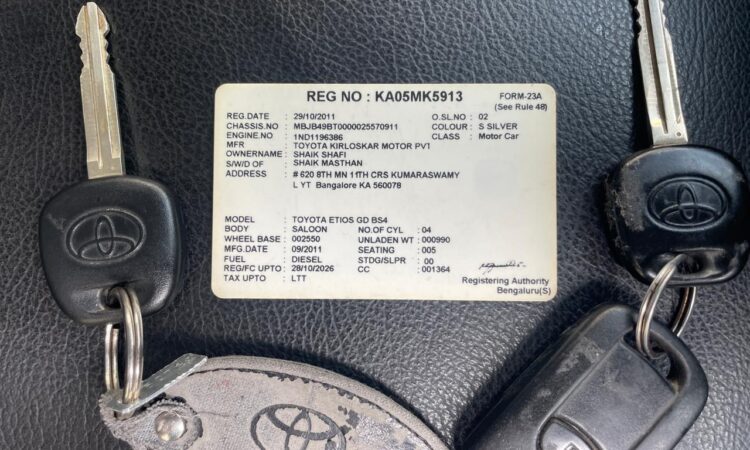 REG NO : KA05MK5913
FORM-23A
(See Rule 48)
REG.DATE : 29/10/2011 O.SL.NO : 02
CHASSIS.NO : MBJB49BT0000025570911 COLOUR : S SILVER
ENGINE.NO : 1ND1196386 CLASS : Motor Car
MFR : TOYOTA KIRLOSKAR MOTOR PVT
OWNERNAME : SHAIK SHAFI
S/W/D OF : SHAIK MASTHAN
ADDRESS : # 620 8TH MN 11TH CRS KUMARASWAMY
L YT Bangalore KA 560078
MODEL : TOYOTA ETIOS GD BS4
BODY : SALOON NO.OF CYL : 04
WHEEL BASE : 002550 UNLADEN WT : 000990
MFG.DATE : 09/2011 SEATING : 005
FUEL : DIESEL STDG/SLPR : 00
REG/FC UPTO : 28/10/2026 CC : 001364
TAX UPTO : LTT
Registering Authority
Bengaluru(S)